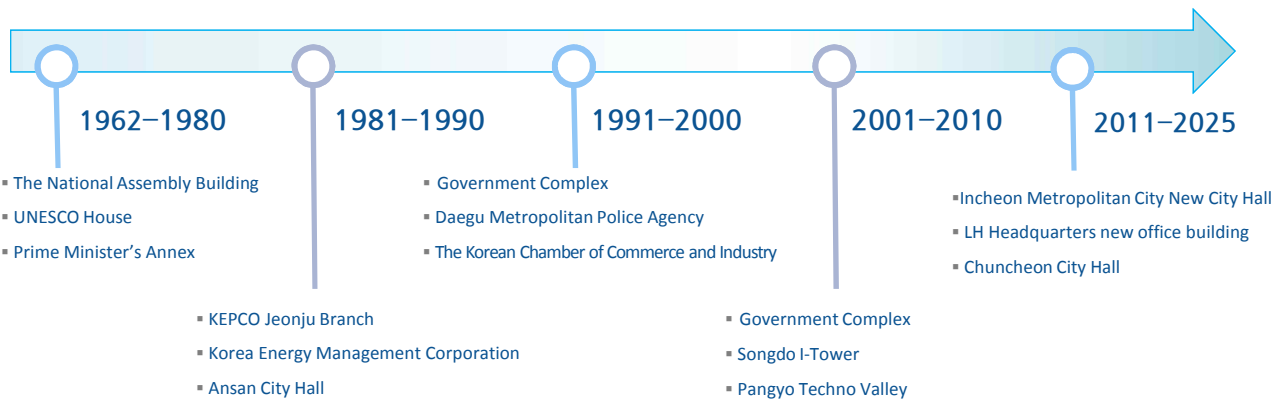 1962–1980
▪ The National Assembly Building
▪ UNESCO House
▪ Prime Minister’s Annex
1981–1990
▪ KEPCO Jeonju Branch
▪ Korea Energy Management Corporation
▪ Ansan City Hall
1991–2000
▪ Government Complex
▪ Daegu Metropolitan Police Agency
▪ The Korean Chamber of Commerce and Industry
2001–2010
▪ Government Complex
▪ Songdo I-Tower
▪ Pangyo Techno Valley
2011–2025
▪Incheon Metropolitan City New City Hall
▪ LH Headquarters new office building
▪ Chuncheon City Hall